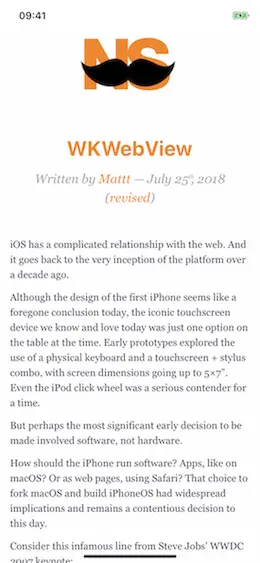 09:41
NS
WKWebView
Written by Mattt — July 25th, 2018
(revised)
iOS has a complicated relationship with the web. And
it goes back to the very inception of the platform over
a decade ago.
Although the design of the first iPhone seems like a
foregone conclusion today, the iconic touchscreen
device we know and love today was just one option
on the table at the time. Early prototypes explored the
use of a physical keyboard and a touchscreen + stylus
combo, with screen dimensions going up to 5×7”.
Even the iPod click wheel was a serious contender for
a time.
But perhaps the most significant early decision to be
made involved software, not hardware.
How should the iPhone run software? Apps, like on
macOS? Or as web pages, using Safari? That choice to
fork macOS and build iPhoneOS had widespread
implications and remains a contentious decision to
this day.
Consider this infamous line from Steve Jobs’ WWDC
2007 keynote: